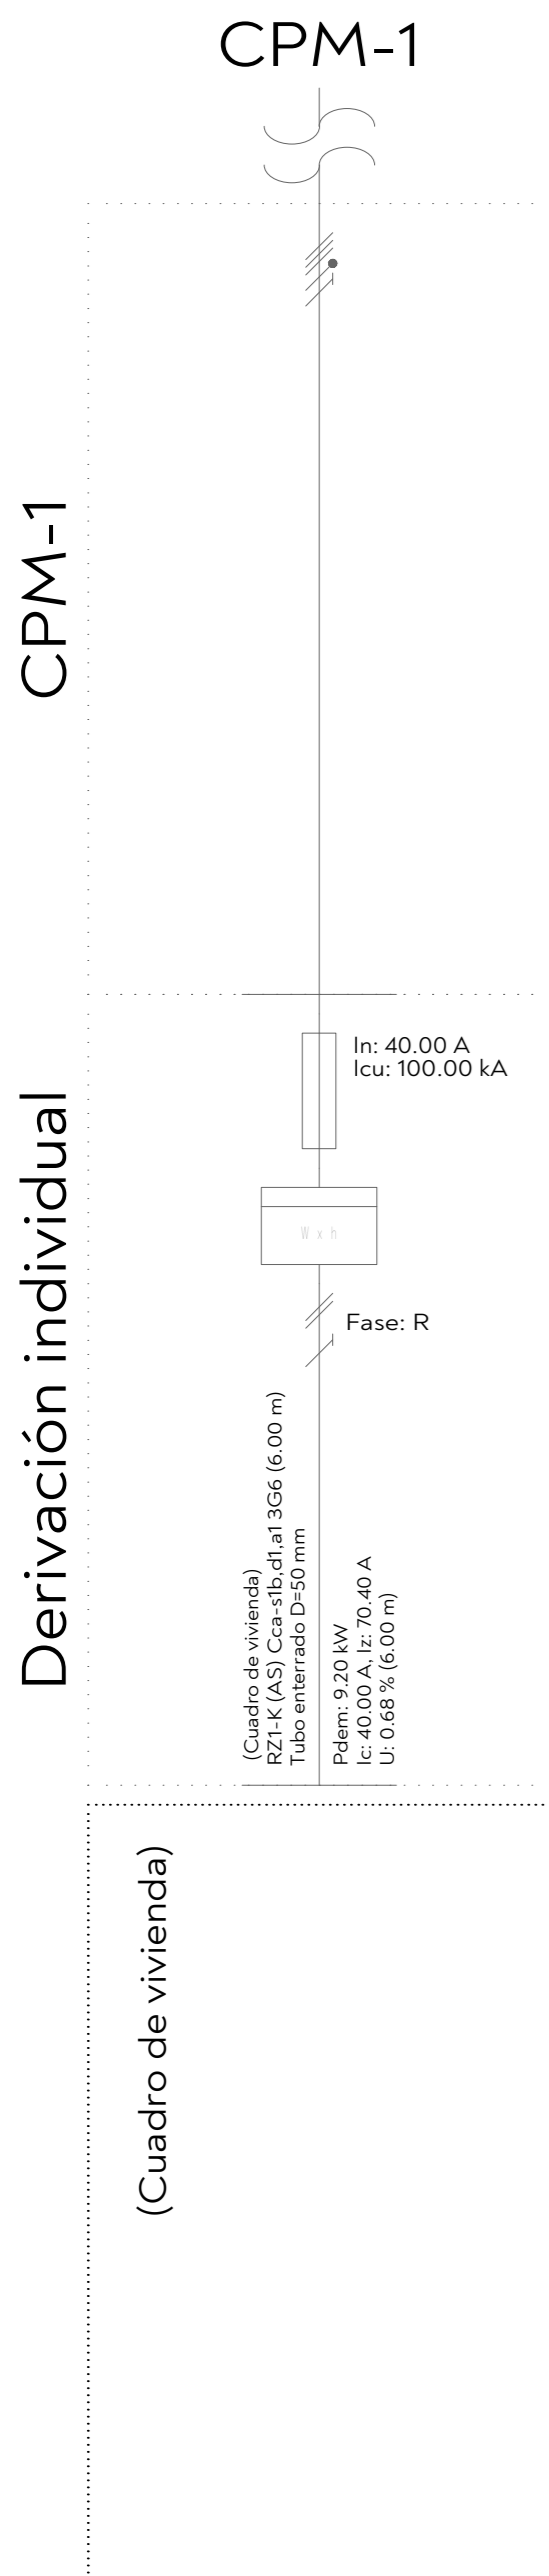 CPM-1
CPM-1
Derivación individual
In: 40.00 A
Icu: 100.00 kA
W x h
Fase: R
(Cuadro de vivienda)
RZ1-K (AS) Cca-s1b,d1,a1 3G6 (6.00 m)
Tubo enterrado D=50 mm
Pdem: 9.20 kW
Ic: 40.00 A, Iz: 70.40 A
U: 0.68 % (6.00 m)
(Cuadro de vivienda)